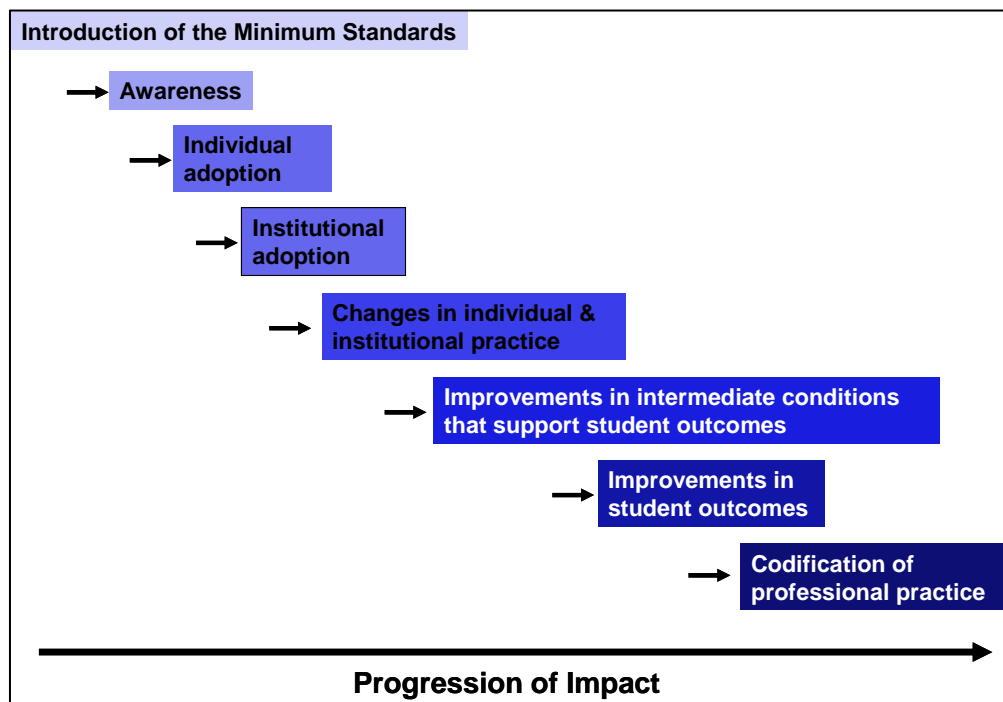 Introduction of the Minimum Standards
Awareness
Individual
adoption
Institutional
adoption
Changes in individual &
institutional practice
Improvements in intermediate conditions
that support student outcomes
Improvements in
student outcomes
Codification of
professional practice
Progression of Impact